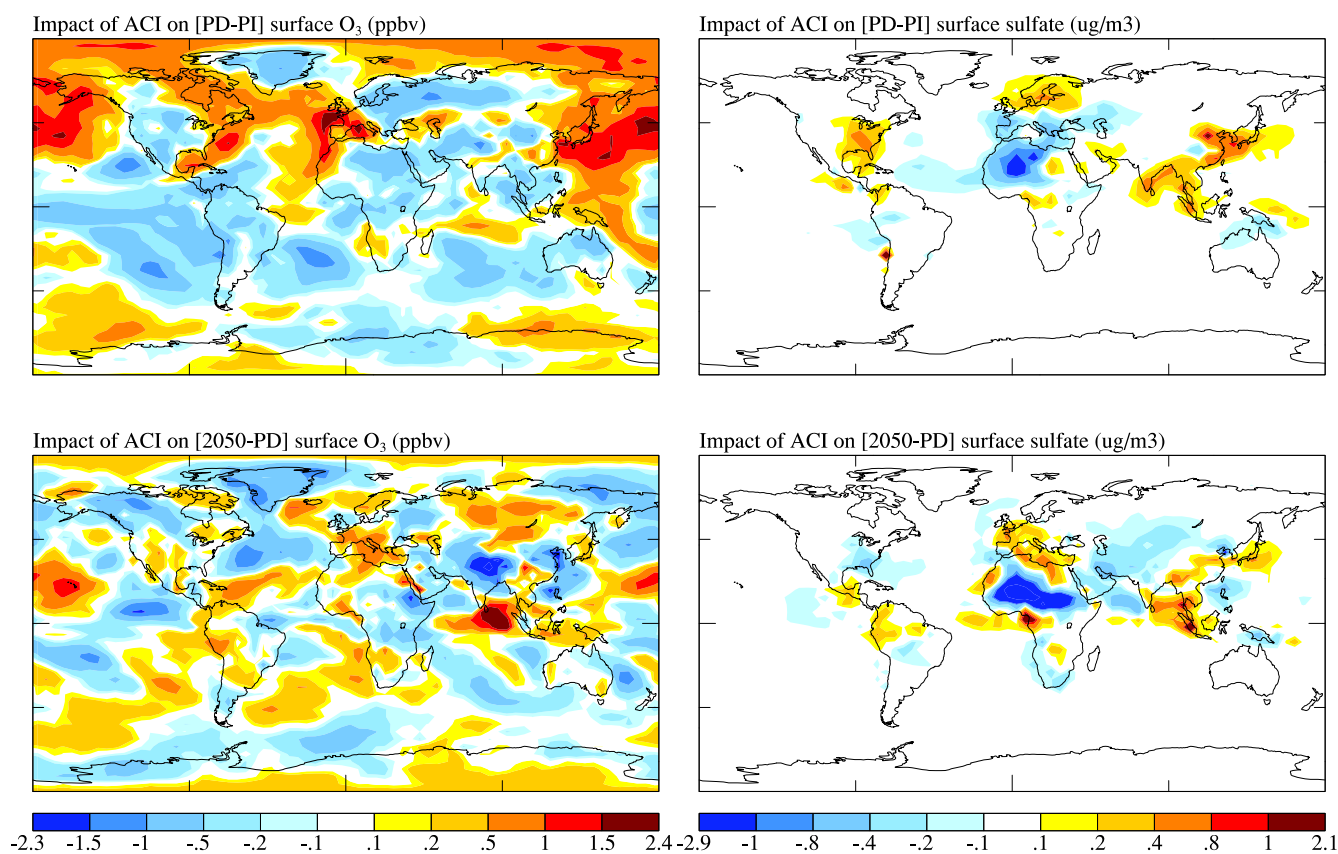 Impact of ACI on [PD-PI] surface O₃ (ppbv)
Impact of ACI on [PD-PI] surface sulfate (ug/m3)
Impact of ACI on [2050-PD] surface O₃ (ppbv)
Impact of ACI on [2050-PD] surface sulfate (ug/m3)
-2.3 -1.5 -1 -.5 -.2 -.1 .1 .2 .5 1 1.5 2.4
-2.9 -1 -.8 -.4 -.2 -.1 .1 .2 .4 .8 1 2.1